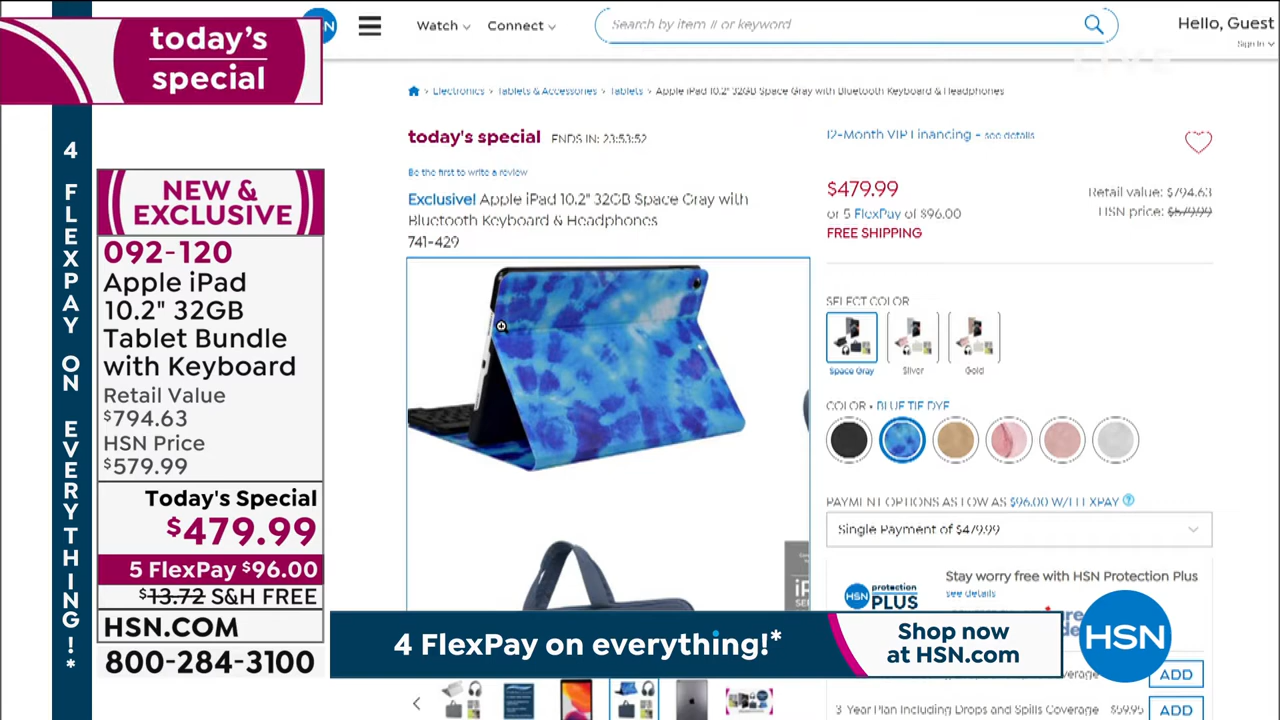 today's
special
4 FLEXPAY ON EVERYTHING!*
NEW &
EXCLUSIVE
092-120
Apple iPad
10.2" 32GB
Tablet Bundle
with Keyboard
Retail Value
$794.63
HSN Price
$579.99
Today's Special
$479.99
5 FlexPay $96.00
$13.72 S&H FREE
HSN.COM
800-284-3100
Watch
Connect
Search by item # or keyword
Hello, Guest
Sign In
LIVE
Electronics > Tablets & Accessories > Tablets > Apple iPad 10.2" 32GB Space Gray with Bluetooth Keyboard & Headphones
today's special ENDS IN: 23:53:52
Be the first to write a review
Exclusive! Apple iPad 10.2" 32GB Space Gray with
Bluetooth Keyboard & Headphones
741-429
12-Month VIP Financing - see details
$479.99
Retail value: $794.63
or 5 FlexPay of $96.00
HSN price: $579.99
FREE SHIPPING
SELECT COLOR
Space Gray
Silver
Gold
COLOR • BLUE TIE DYE
PAYMENT OPTIONS AS LOW AS $96.00 W/FLEXPAY
Single Payment of $479.99
HSN protection
PLUS
Stay worry free with HSN Protection Plus
see details
ADD
3 Year Plan Including Drops and Spills Coverage $59.95
ADD
4 FlexPay on everything!*
Shop now
at HSN.com
HSN